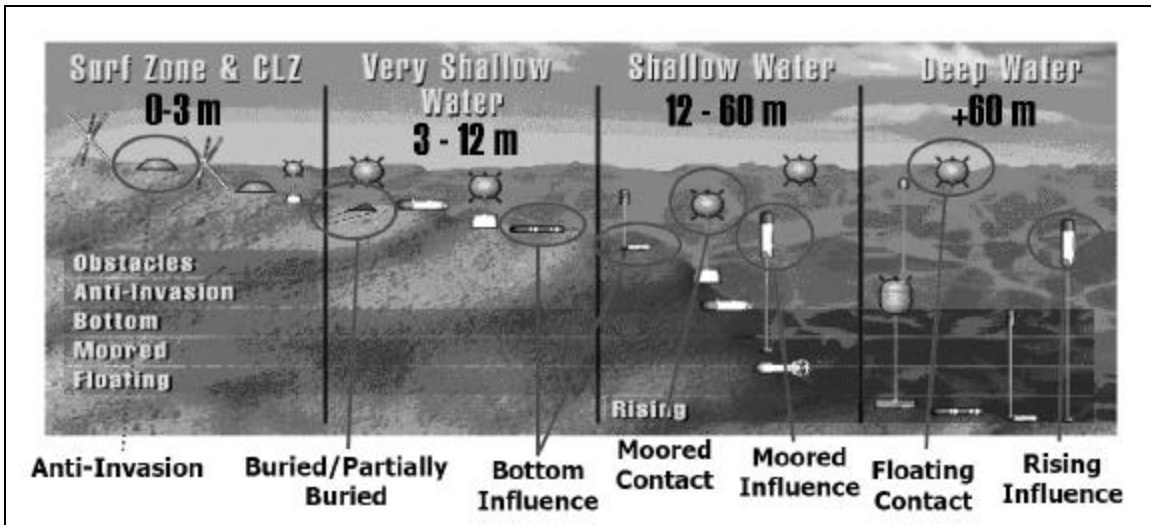 Surf Zone & CLZ
0-3 m
Very Shallow
Water
3 - 12 m
Shallow Water
12 - 60 m
Deep Water
+60 m
Obstacles
Anti-Invasion
Bottom
Moored
Floating
Rising
Anti-Invasion
Buried/Partially
Buried
Bottom
Influence
Moored
Contact
Moored
Influence
Floating
Contact
Rising
Influence